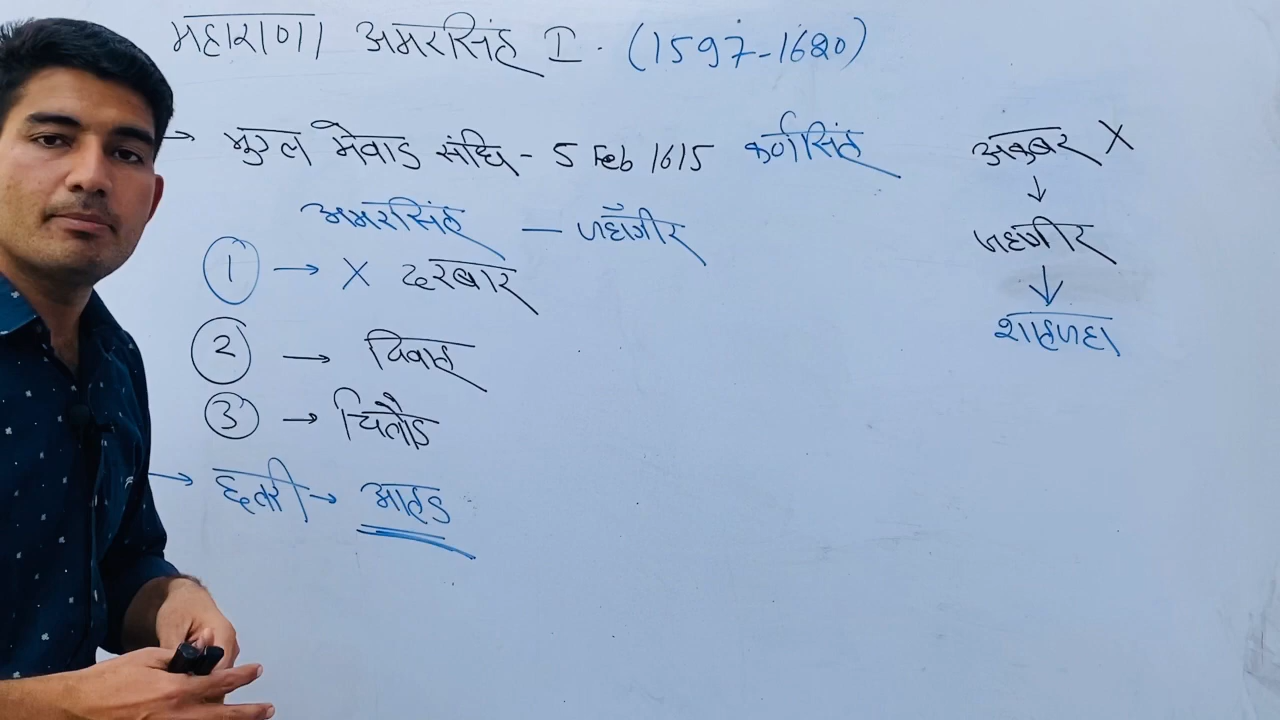 महाराणा अमरसिंह I. (1597-1620)
→ मुगल मेवाड संधि - 5 Feb 1615 कर्णसिंह
अमरसिंह — जहाँगीर
① → X दरबार
② → विवाह
③ → चितौड
→ छतरी → आहड
अकबर X
↓
जहागीर
↓
शाहजहा